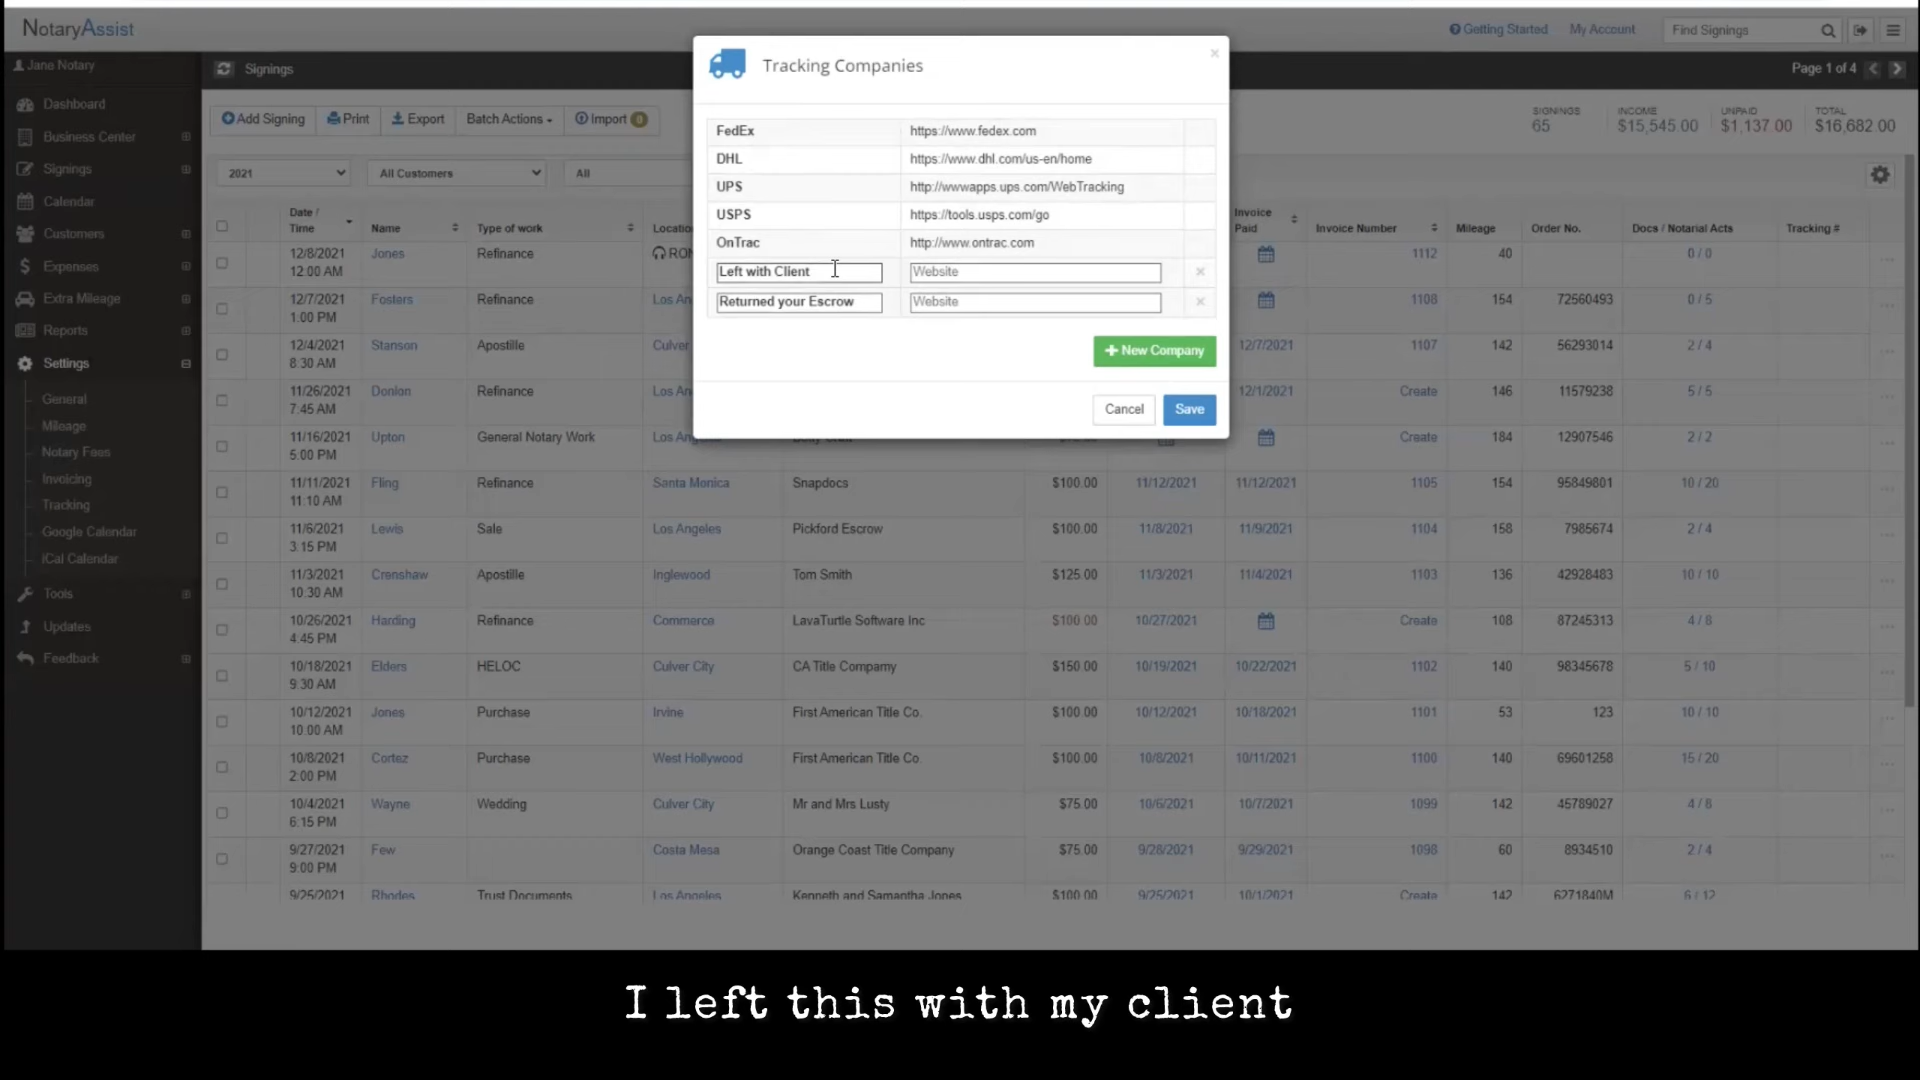 NotaryAssist
Getting Started
My Account
Find Signings
Jane Notary
Signings
Page 1 of 4
Dashboard
Business Center
Signings
Calendar
Customers
Expenses
Extra Mileage
Reports
Settings
General
Mileage
Notary Fees
Invoicing
Tracking
Google Calendar
iCal Calendar
Tools
Updates
Feedback
Add Signing
Print
Export
Batch Actions
Import 0
SIGNINGS 65
INCOME $15,545.00
UNPAID $1,137.00
TOTAL $16,682.00
2021
All Customers
All
Tracking Companies
×
FedEx https://www.fedex.com
DHL https://www.dhl.com/us-en/home
UPS http://wwwapps.ups.com/WebTracking
USPS https://tools.usps.com/go
OnTrac http://www.ontrac.com
Left with Client Website ×
Returned your Escrow Website ×
+ New Company
Cancel Save
Date / Time Name Type of work Invoice Paid Invoice Number Mileage Order No. Docs / Notarial Acts Tracking #
12/8/2021 12:00 AM Jones Refinance 1112 40 0 / 0
12/7/2021 1:00 PM Fosters Refinance 1108 154 72560493 0 / 5
12/4/2021 8:30 AM Stanson Apostille Culver 12/7/2021 1107 142 56293014 2 / 4
11/26/2021 7:45 AM Donlon Refinance 12/1/2021 Create 146 11579238 5 / 5
11/16/2021 5:00 PM Upton General Notary Work Create 184 12907546 2 / 2
11/11/2021 11:10 AM Fling Refinance Santa Monica Snapdocs $100.00 11/12/2021 11/12/2021 1105 154 95849801 10 / 20
11/6/2021 3:15 PM Lewis Sale Los Angeles Pickford Escrow $100.00 11/8/2021 11/9/2021 1104 158 7985674 2 / 4
11/3/2021 10:30 AM Crenshaw Apostille Inglewood Tom Smith $125.00 11/3/2021 11/4/2021 1103 136 42928483 10 / 10
10/26/2021 4:45 PM Harding Refinance Commerce LavaTurtle Software Inc $100.00 10/27/2021 Create 108 87245313 4 / 8
10/18/2021 9:30 AM Elders HELOC Culver City CA Title Company $150.00 10/19/2021 10/22/2021 1102 140 98345678 5 / 10
10/12/2021 10:00 AM Jones Purchase Irvine First American Title Co. $100.00 10/12/2021 10/18/2021 1101 53 123 10 / 10
10/8/2021 2:00 PM Cortez Purchase West Hollywood First American Title Co. $100.00 10/8/2021 10/11/2021 1100 140 69601258 15 / 20
10/4/2021 6:15 PM Wayne Wedding Culver City Mr and Mrs Lusty $75.00 10/6/2021 10/7/2021 1099 142 45789027 4 / 8
9/27/2021 9:00 PM Few Costa Mesa Orange Coast Title Company $75.00 9/28/2021 9/29/2021 1098 60 8934510 2 / 4
9/25/2021 Rhodes Trust Documents Los Angeles Kenneth and Samantha Jones $100.00 9/25/2021 10/1/2021 Create 142 6271840M 6 / 12
I left this with my client